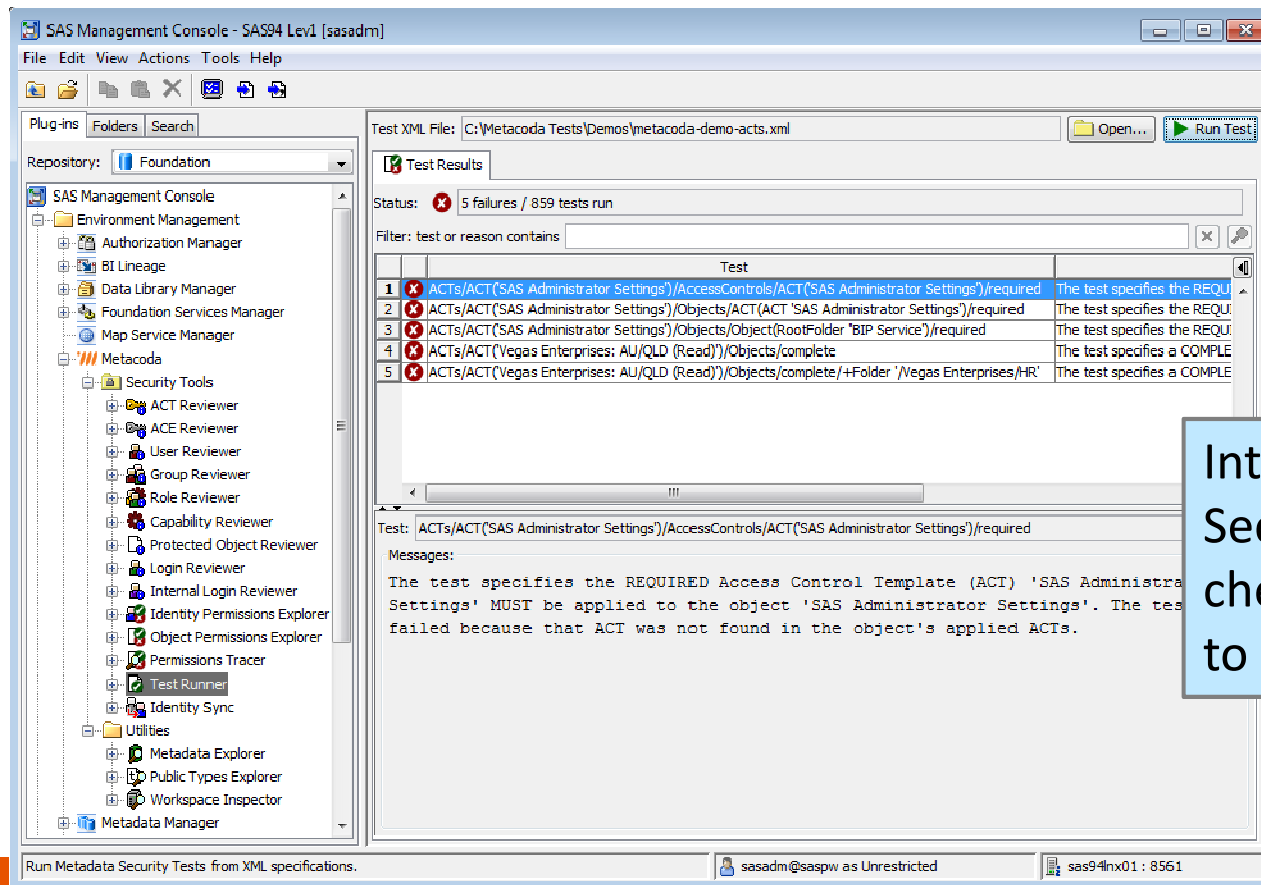 SAS Management Console - SAS94 Lev1 [sasadm]
File Edit View Actions Tools Help
Plug-ins Folders Search
Repository: Foundation
SAS Management Console
Environment Management
Authorization Manager
BI Lineage
Data Library Manager
Foundation Services Manager
Map Service Manager
Metacoda
Security Tools
ACT Reviewer
ACE Reviewer
User Reviewer
Group Reviewer
Role Reviewer
Capability Reviewer
Protected Object Reviewer
Login Reviewer
Internal Login Reviewer
Identity Permissions Explorer
Object Permissions Explorer
Permissions Tracer
Test Runner
Identity Sync
Utilities
Metadata Explorer
Public Types Explorer
Workspace Inspector
Metadata Manager
Test XML File: C:\Metacoda Tests\Demos\metacoda-demo-acts.xml Open... Run Test
Test Results
Status: 5 failures / 859 tests run
Filter: test or reason contains
Test
1 ACTs/ACT('SAS Administrator Settings')/AccessControls/ACT('SAS Administrator Settings')/required The test specifies the REQU
2 ACTs/ACT('SAS Administrator Settings')/Objects/ACT(ACT 'SAS Administrator Settings')/required The test specifies the REQU
3 ACTs/ACT('SAS Administrator Settings')/Objects/Object(RootFolder "BIP Service")/required The test specifies the REQU
4 ACTs/ACT('Vegas Enterprises: AU/QLD (Read)')/Objects/complete The test specifies a COMPLE
5 ACTs/ACT('Vegas Enterprises: AU/QLD (Read)')/Objects/complete/+Folder '/Vegas Enterprises/HR' The test specifies a COMPLE
Test: ACTs/ACT('SAS Administrator Settings')/AccessControls/ACT('SAS Administrator Settings')/required
Messages:
The test specifies the REQUIRED Access Control Template (ACT) 'SAS Administra
Settings' MUST be applied to the object 'SAS Administrator Settings'. The tes
failed because that ACT was not found in the object's applied ACTs.
Int
Sec
che
to
Run Metadata Security Tests from XML specifications. sasadm@saspw as Unrestricted sas94lnx01 : 8561